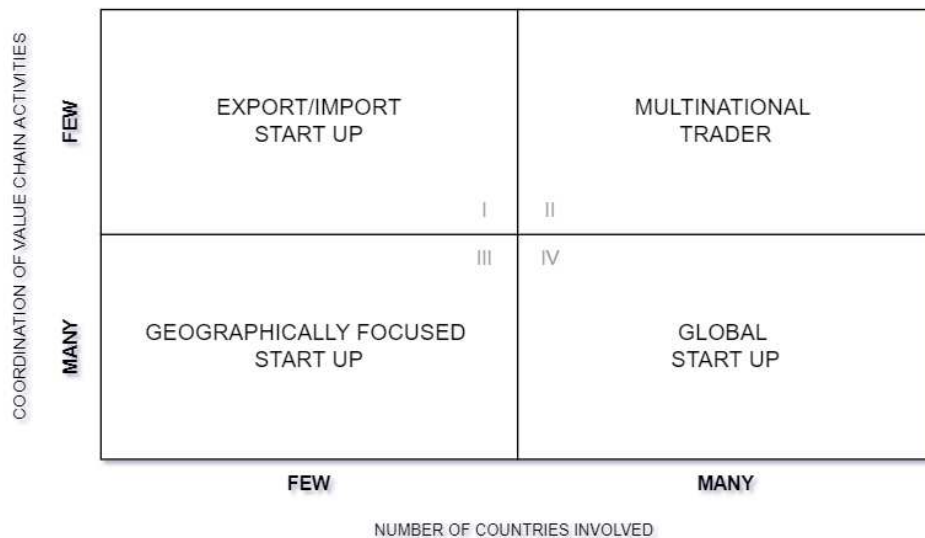 COORDINATION OF VALUE CHAIN ACTIVITIES
FEW
EXPORT/IMPORT
START UP
I
MULTINATIONAL
TRADER
II
MANY
III
GEOGRAPHICALLY FOCUSED
START UP
IV
GLOBAL
START UP
FEW
MANY
NUMBER OF COUNTRIES INVOLVED